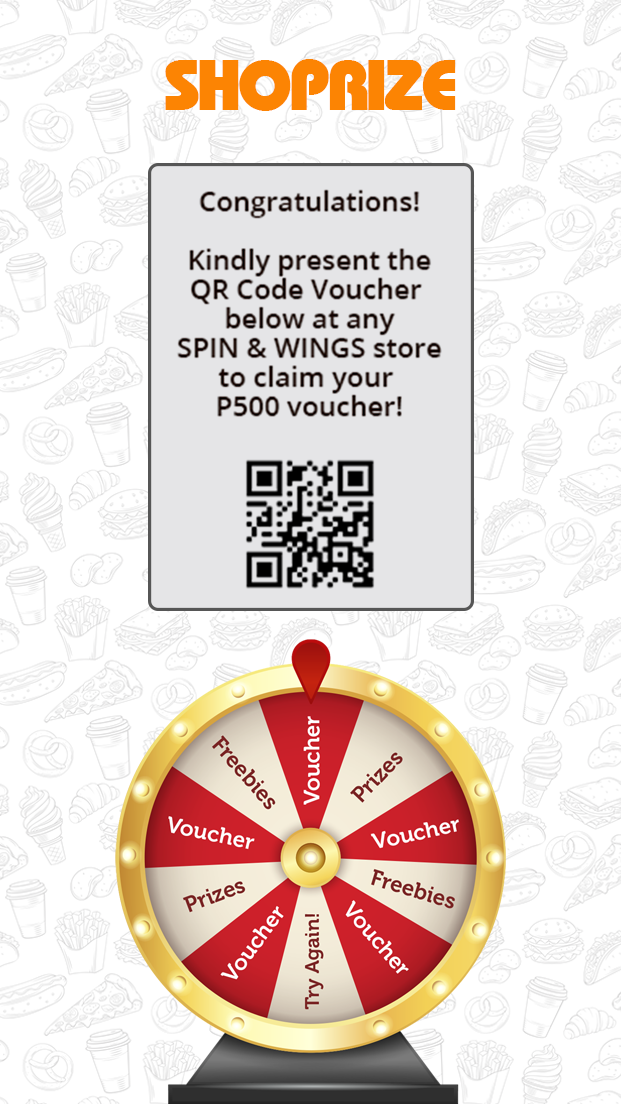 SHOPRIZE
Congratulations!
Kindly present the
QR Code Voucher
below at any
SPIN & WINGS store
to claim your
P500 voucher!
Voucher
Prizes
Voucher
Freebies
Voucher
Try Again!
Voucher
Prizes
Voucher
Freebies